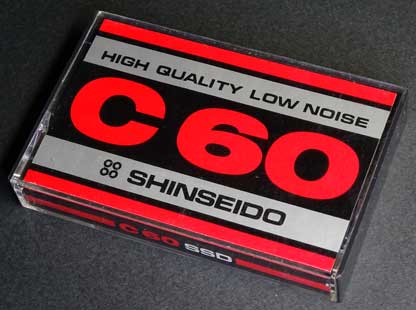 HIGH QUALITY LOW NOISE
C 60
SHINSEIDO
C 60 SSD